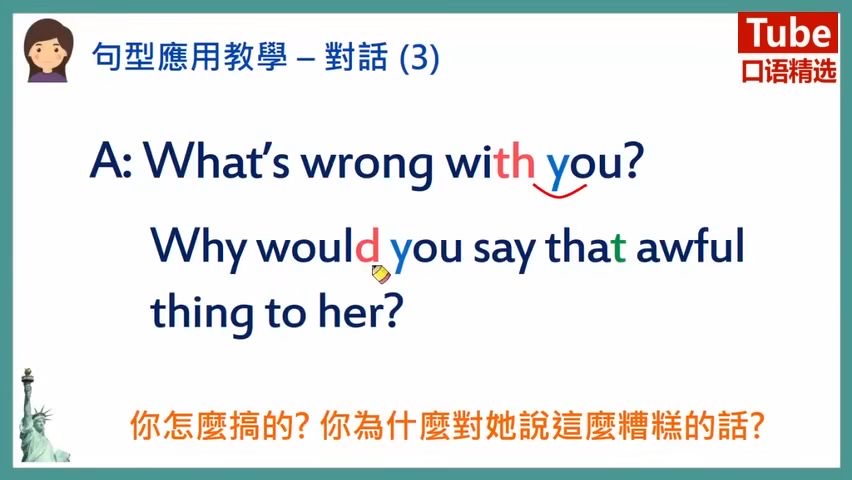 句型應用教學 – 對話 (3)
Tube
口语精选
A: What's wrong with you?
Why would you say that awful
thing to her?
你怎麼搞的? 你為什麼對她說這麼糟糕的話?